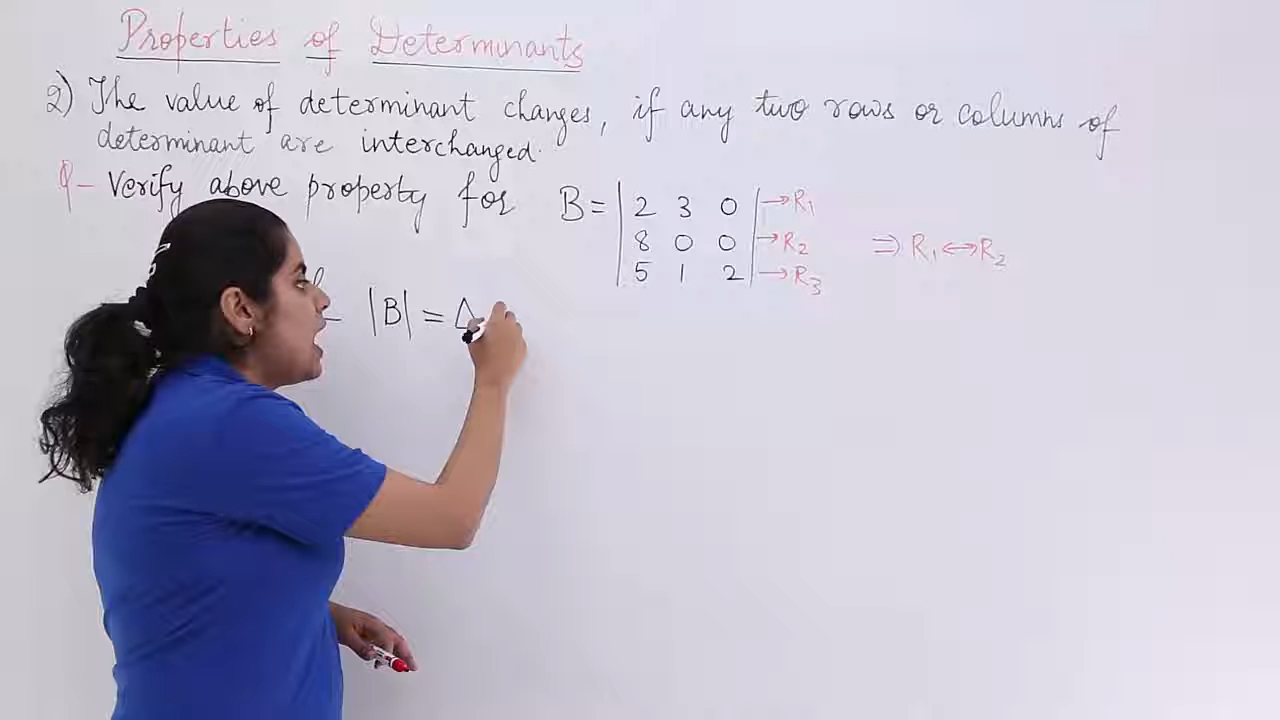 Properties of Determinants
2) The value of determinant changes, if any two rows or columns of
determinant are interchanged.
Q- Verify above property for B = | 2 3 0 | → R1
| 8 0 0 | → R2 ⇒ R1 ↔ R2
| 5 1 2 | → R3
|B| = Δ